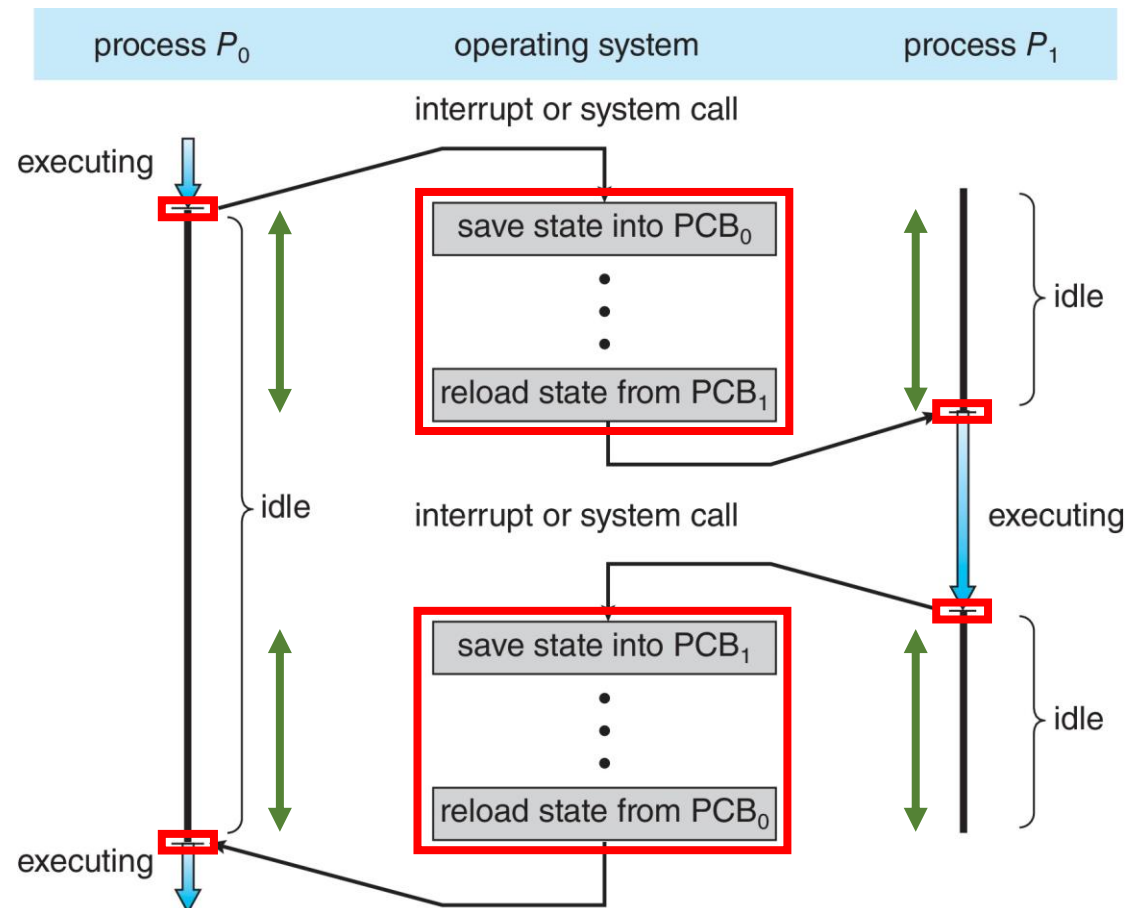 process P₀
operating system
process P₁
interrupt or system call
executing
save state into PCB₀
idle
reload state from PCB₁
idle
interrupt or system call
executing
save state into PCB₁
idle
reload state from PCB₀
executing